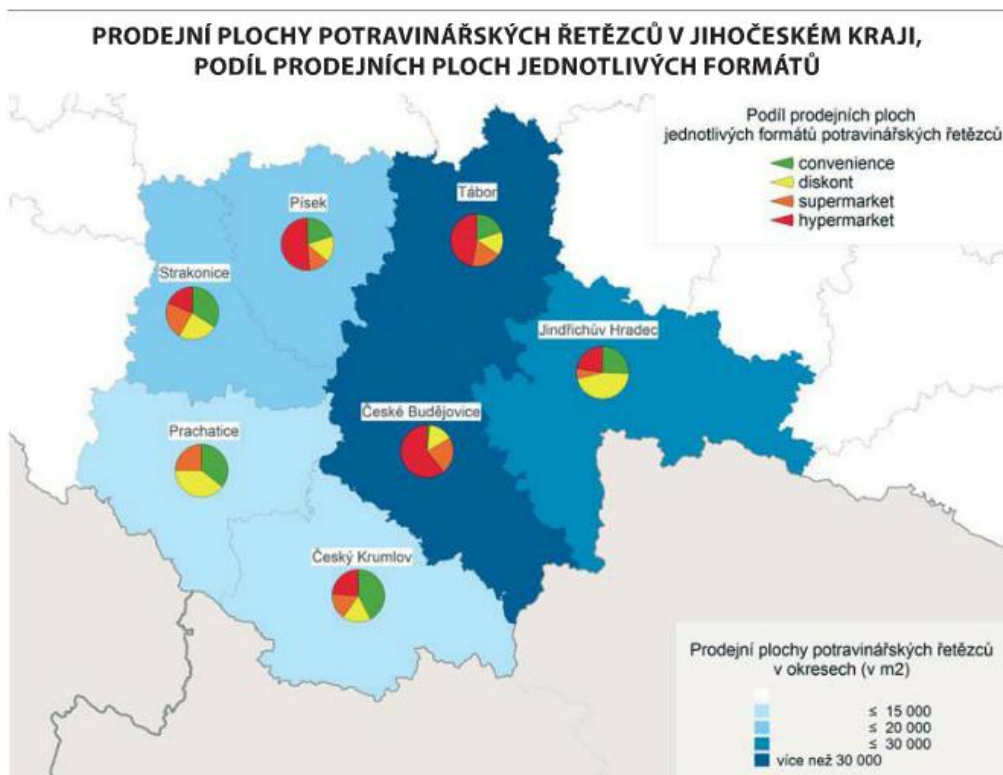 PRODEJNÍ PLOCHY POTRAVINÁŘSKÝCH ŘETĚZCŮ V JIHOČESKÉM KRAJI,
PODÍL PRODEJNÍCH PLOCH JEDNOTLIVÝCH FORMÁTŮ
Podíl prodejních ploch
jednotlivých formátů potravinářských řetězců
convenience
diskont
supermarket
hypermarket
Písek
Tábor
Strakonice
Jindřichův Hradec
České Budějovice
Prachatice
Český Krumlov
Prodejní plochy potravinářských řetězců
v okresech (v m2)
≤ 15 000
≤ 20 000
≤ 30 000
více než 30 000